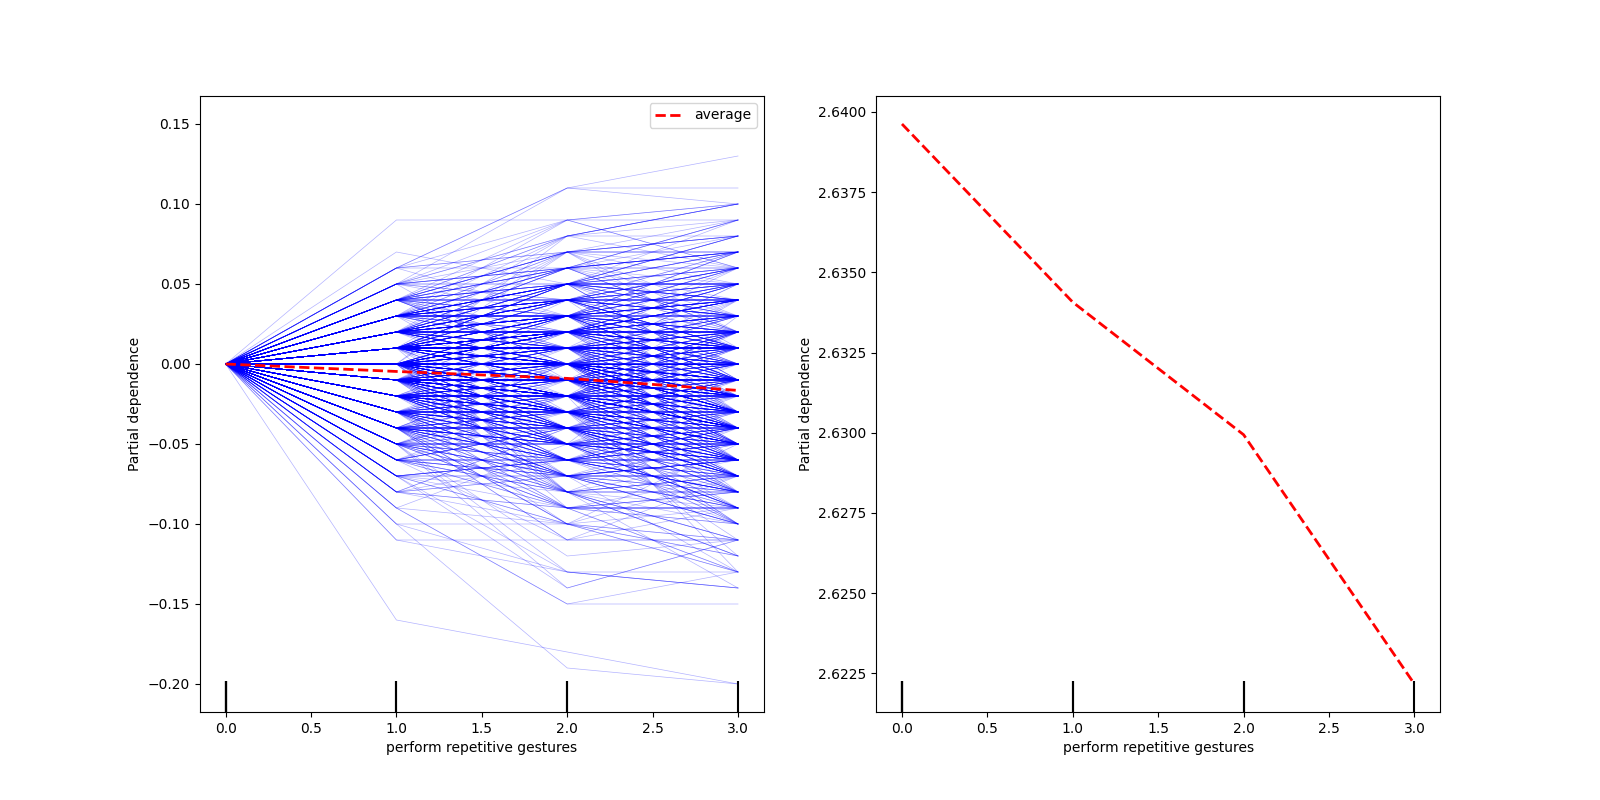 average
0.15
0.10
0.05
0.00
−0.05
−0.10
−0.15
−0.20
Partial dependence
0.0 0.5 1.0 1.5 2.0 2.5 3.0
perform repetitive gestures
2.6400
2.6375
2.6350
2.6325
2.6300
2.6275
2.6250
2.6225
Partial dependence
0.0 0.5 1.0 1.5 2.0 2.5 3.0
perform repetitive gestures